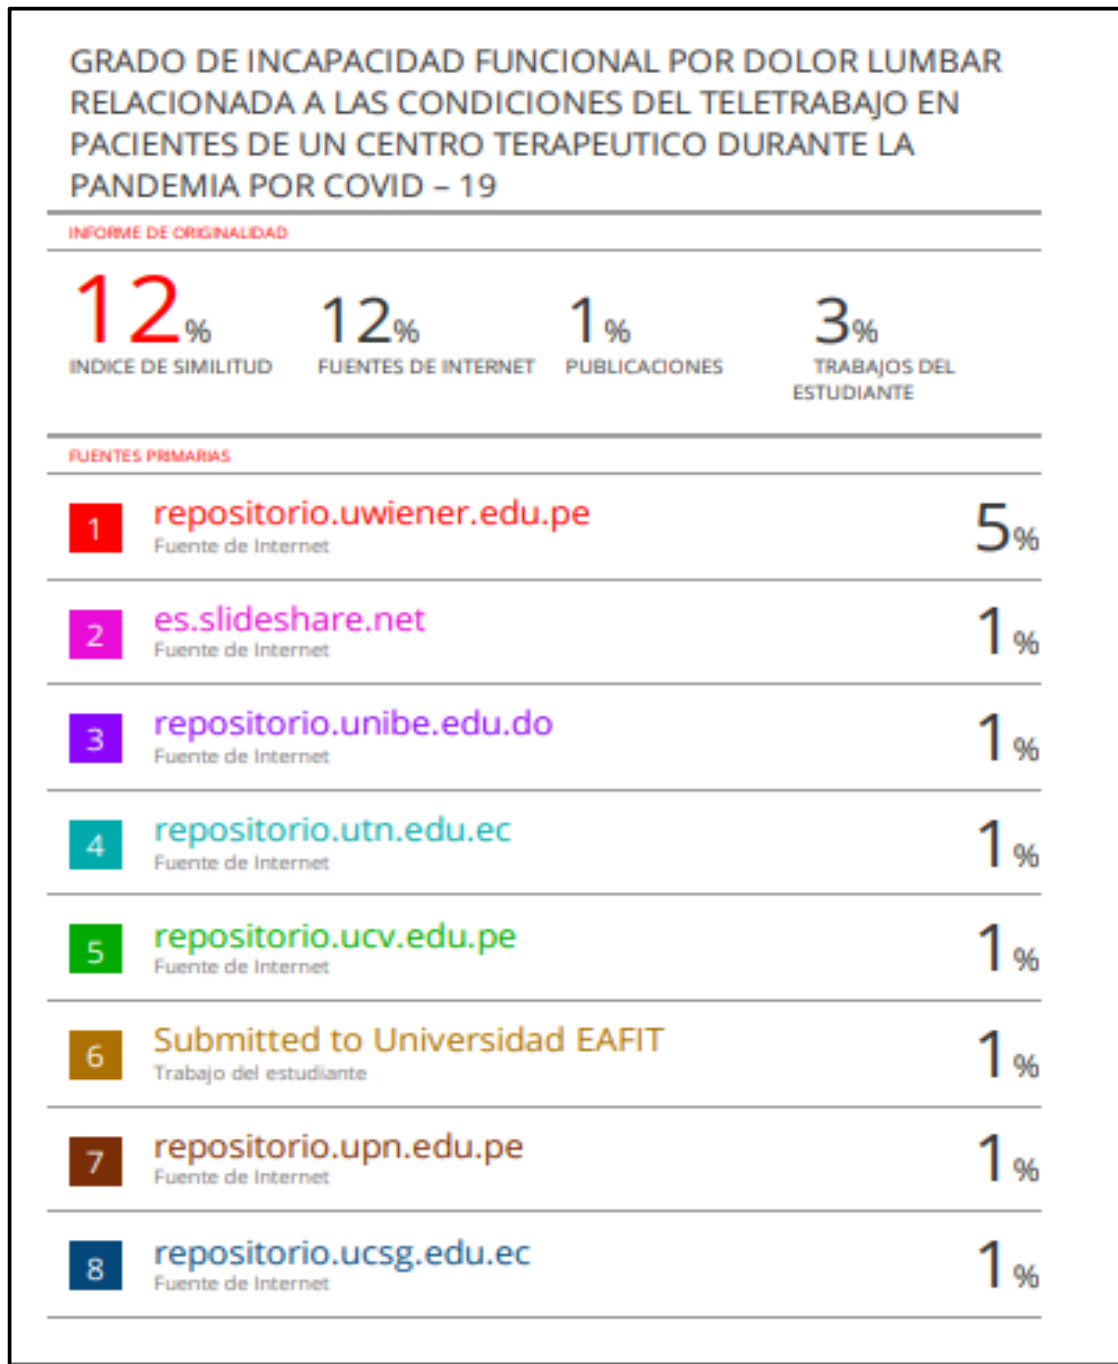 GRADO DE INCAPACIDAD FUNCIONAL POR DOLOR LUMBAR
RELACIONADA A LAS CONDICIONES DEL TELETRABAJO EN
PACIENTES DE UN CENTRO TERAPEUTICO DURANTE LA
PANDEMIA POR COVID – 19
INFORME DE ORIGINALIDAD
12% 12% 1% 3%
INDICE DE SIMILITUD FUENTES DE INTERNET PUBLICACIONES TRABAJOS DEL
ESTUDIANTE
FUENTES PRIMARIAS
1 repositorio.uwiener.edu.pe 5%
Fuente de Internet
2 es.slideshare.net 1%
Fuente de Internet
3 repositorio.unibe.edu.do 1%
Fuente de Internet
4 repositorio.utn.edu.ec 1%
Fuente de Internet
5 repositorio.ucv.edu.pe 1%
Fuente de Internet
6 Submitted to Universidad EAFIT 1%
Trabajo del estudiante
7 repositorio.upn.edu.pe 1%
Fuente de Internet
8 repositorio.ucsg.edu.ec 1%
Fuente de Internet